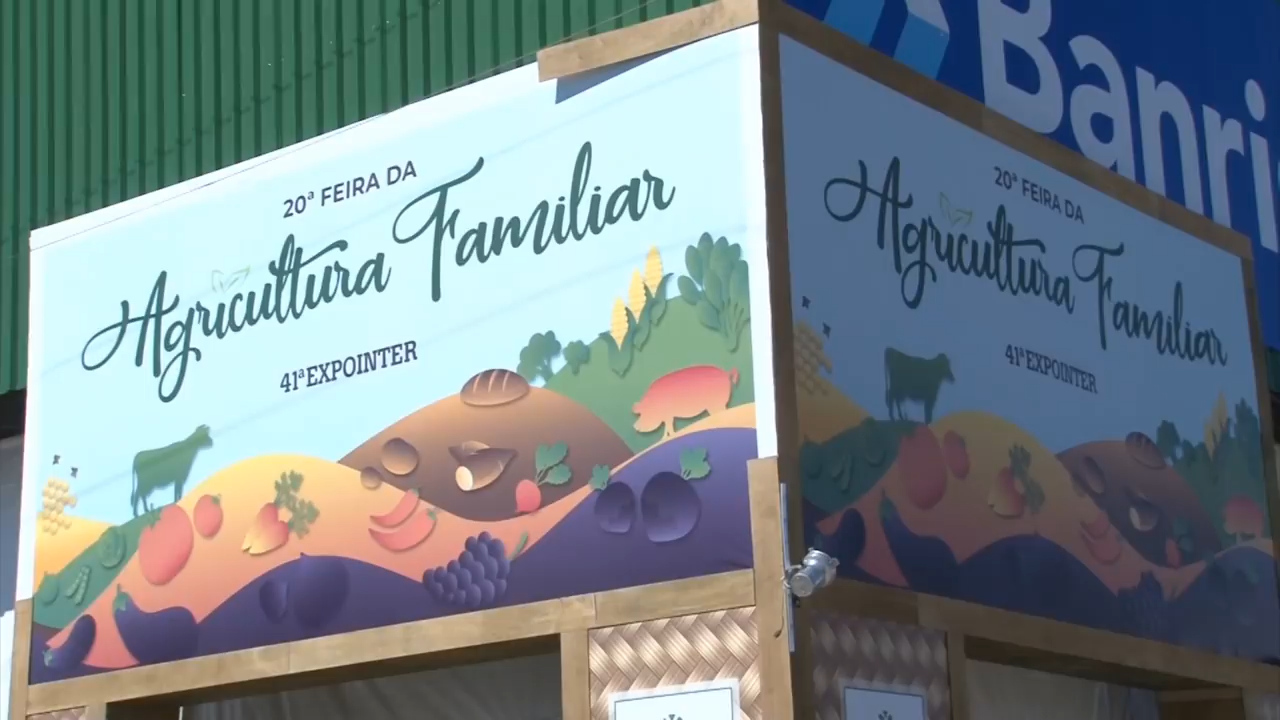 20ª FEIRA DA
Agricultura Familiar
41ª EXPOINTER
Banri
20ª FEIRA DA
Agricultura Familiar
41ª EXPOINTER